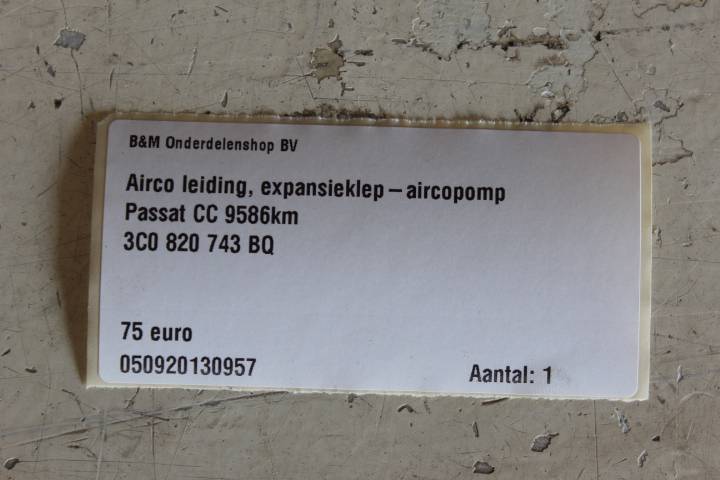 B&M Onderdelenshop BV
Airco leiding, expansieklep – aircopomp
Passat CC 9586km
3C0 820 743 BQ
75 euro
050920130957
Aantal: 1